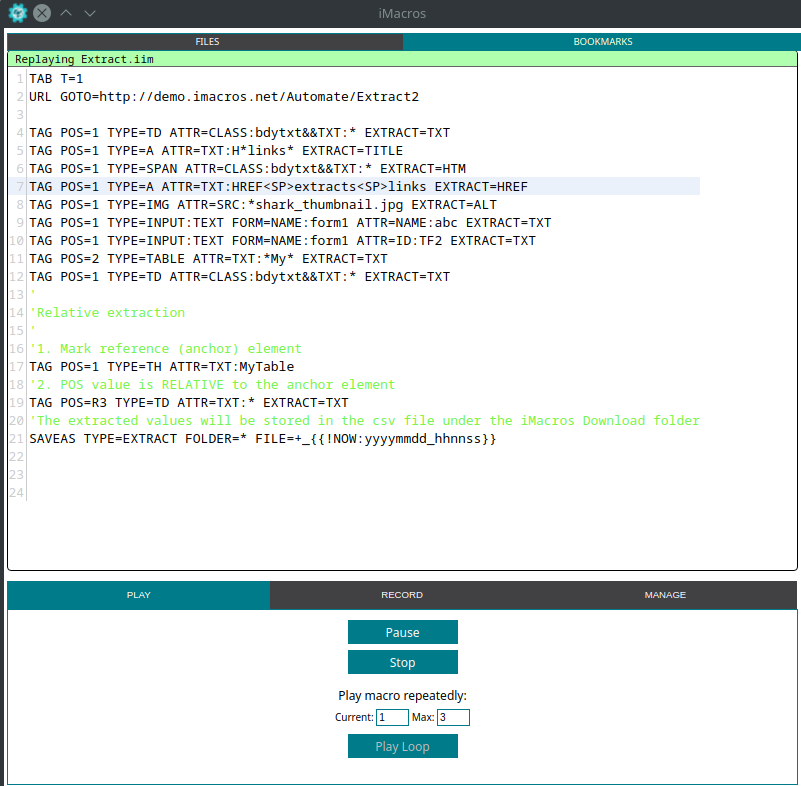 iMacros
FILES BOOKMARKS
Replaying Extract.iim
1 TAB T=1
2 URL GOTO=http://demo.imacros.net/Automate/Extract2
3
4 TAG POS=1 TYPE=TD ATTR=CLASS:bdytxt&&TXT:* EXTRACT=TXT
5 TAG POS=1 TYPE=A ATTR=TXT:H*links* EXTRACT=TITLE
6 TAG POS=1 TYPE=SPAN ATTR=CLASS:bdytxt&&TXT:* EXTRACT=HTM
7 TAG POS=1 TYPE=A ATTR=TXT:HREF<SP>extracts<SP>links EXTRACT=HREF
8 TAG POS=1 TYPE=IMG ATTR=SRC:*shark_thumbnail.jpg EXTRACT=ALT
9 TAG POS=1 TYPE=INPUT:TEXT FORM=NAME:form1 ATTR=NAME:abc EXTRACT=TXT
10 TAG POS=1 TYPE=INPUT:TEXT FORM=NAME:form1 ATTR=ID:TF2 EXTRACT=TXT
11 TAG POS=2 TYPE=TABLE ATTR=TXT:*My* EXTRACT=TXT
12 TAG POS=1 TYPE=TD ATTR=CLASS:bdytxt&&TXT:* EXTRACT=TXT
13 '
14 'Relative extraction
15 '
16 '1. Mark reference (anchor) element
17 TAG POS=1 TYPE=TH ATTR=TXT:MyTable
18 '2. POS value is RELATIVE to the anchor element
19 TAG POS=R3 TYPE=TD ATTR=TXT:* EXTRACT=TXT
20 'The extracted values will be stored in the csv file under the iMacros Download folder
21 SAVEAS TYPE=EXTRACT FOLDER=* FILE=+_{{!NOW:yyyymmdd_hhnnss}}
22
23
24
PLAY RECORD MANAGE
Pause
Stop
Play macro repeatedly:
Current: 1 Max: 3
Play Loop